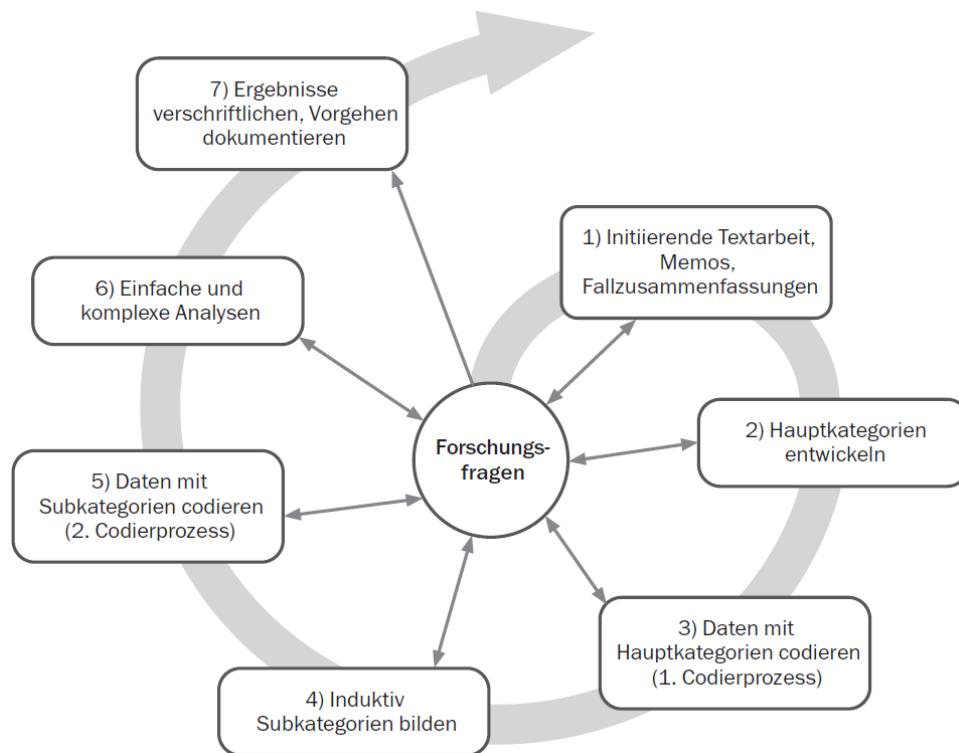 7) Ergebnisse
verschriftlichen, Vorgehen
dokumentieren
1) Initiierende Textarbeit,
Memos,
Fallzusammenfassungen
6) Einfache und
komplexe Analysen
2) Hauptkategorien
entwickeln
Forschungs-
fragen
5) Daten mit
Subkategorien codieren
(2. Codierprozess)
3) Daten mit
Hauptkategorien codieren
(1. Codierprozess)
4) Induktiv
Subkategorien bilden